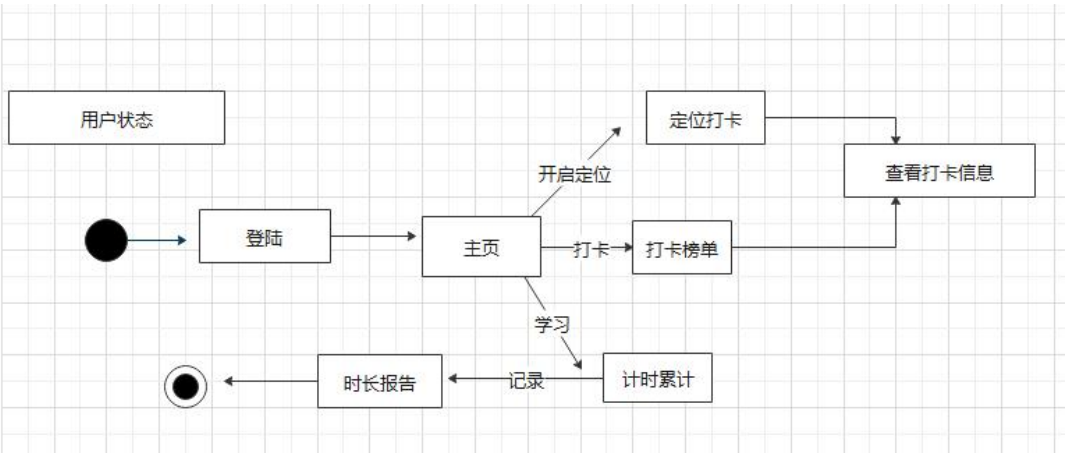 用户状态
定位打卡
开启定位
查看打卡信息
登陆
主页
打卡
打卡榜单
学习
时长报告
记录
计时累计